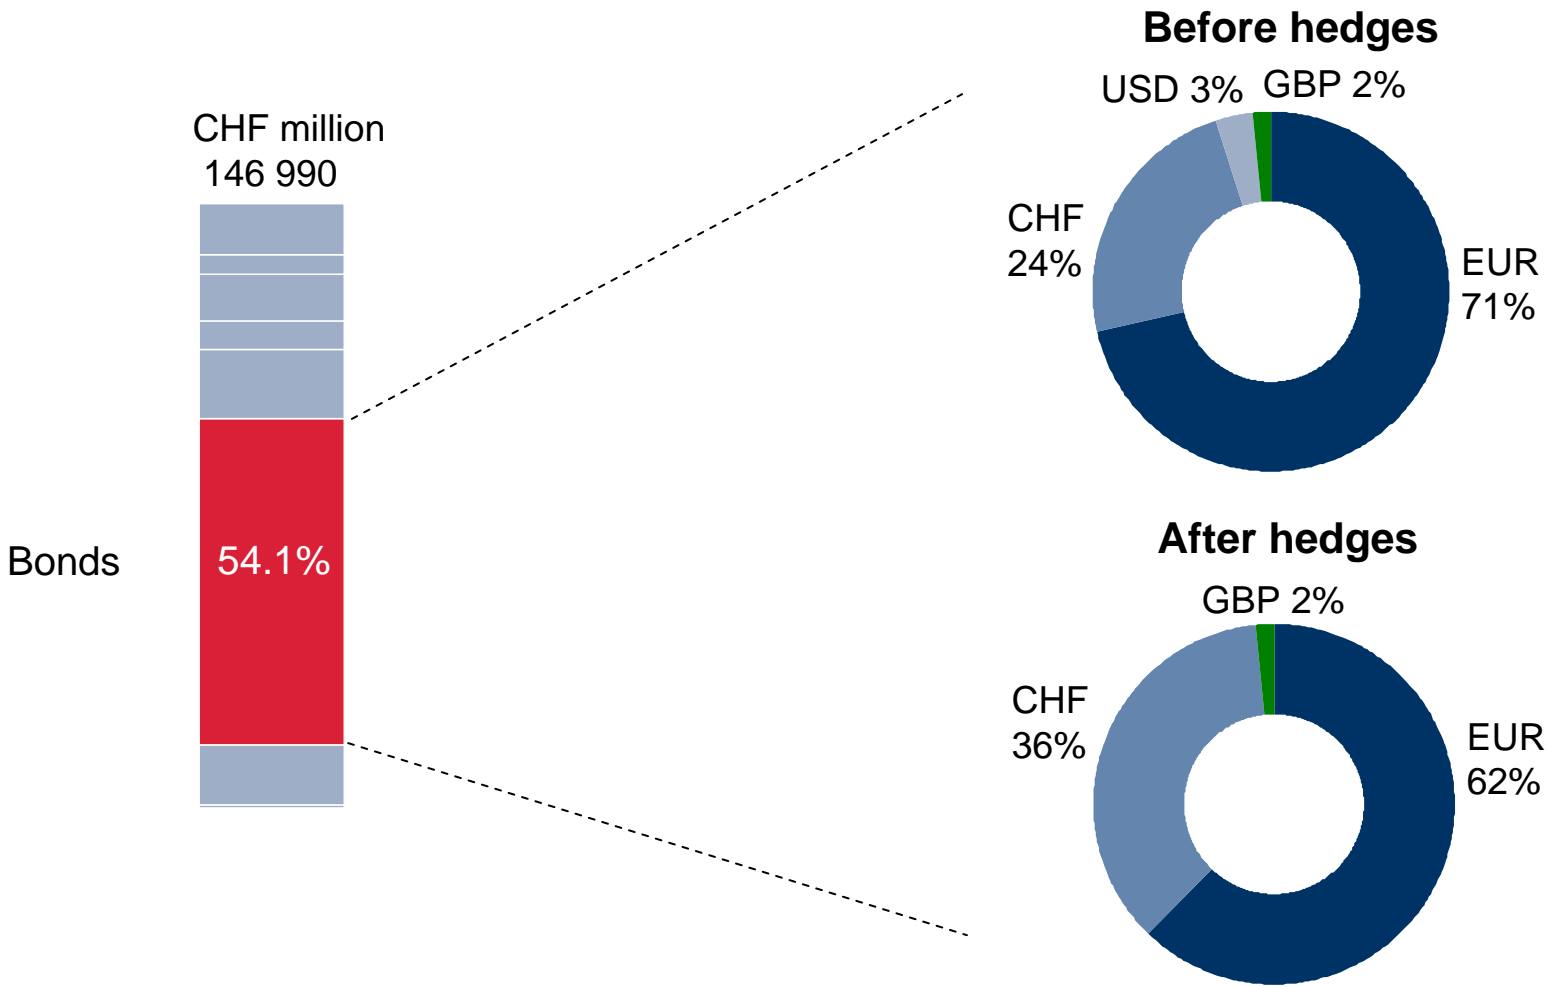 CHF million
146 990
Bonds
54.1%
Before hedges
USD 3%
GBP 2%
CHF
24%
EUR
71%
After hedges
GBP 2%
CHF
36%
EUR
62%